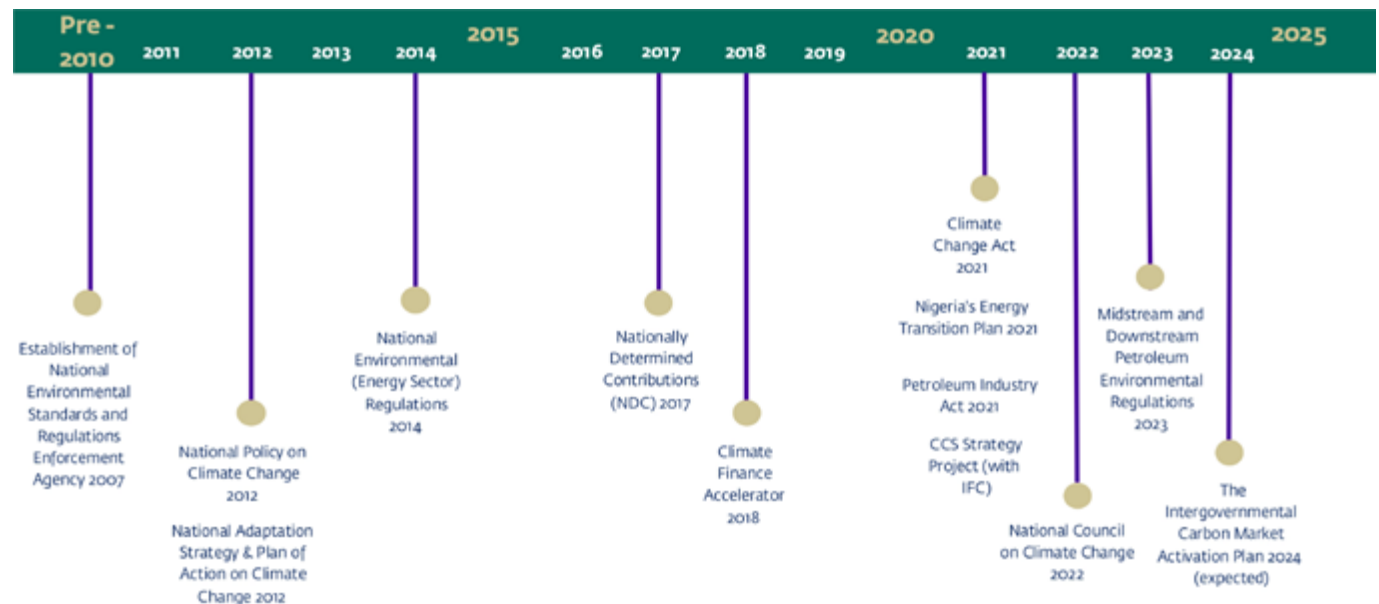 Pre -
2010
2011
2012
2013
2014
2015
2016
2017
2018
2019
2020
2021
2022
2023
2024
2025
Establishment of
National
Environmental
Standards and
Regulations
Enforcement
Agency 2007
National Policy on
Climate Change
2012
National Adaptation
Strategy & Plan of
Action on Climate
Change 2012
National
Environmental
(Energy Sector)
Regulations
2014
Nationally
Determined
Contributions
(NDC) 2017
Climate
Finance
Accelerator
2018
Climate
Change Act
2021
Nigeria's Energy
Transition Plan 2021
Petroleum Industry
Act 2021
CCS Strategy
Project (with
IFC)
National Council
on Climate Change
2022
Midstream and
Downstream
Petroleum
Environmental
Regulations
2023
The
Intergovernmental
Carbon Market
Activation Plan 2024
(expected)